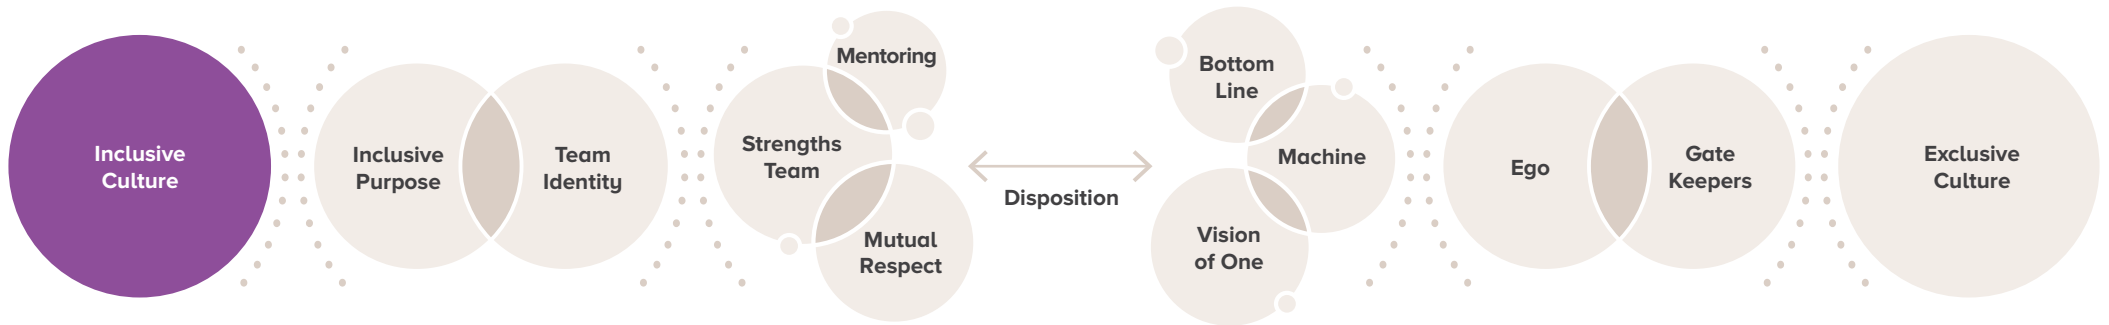 Inclusive
Culture
Inclusive
Purpose
Team
Identity
Strengths
Team
Mentoring
Mutual
Respect
Disposition
Bottom
Line
Machine
Vision
of One
Ego
Gate
Keepers
Exclusive
Culture